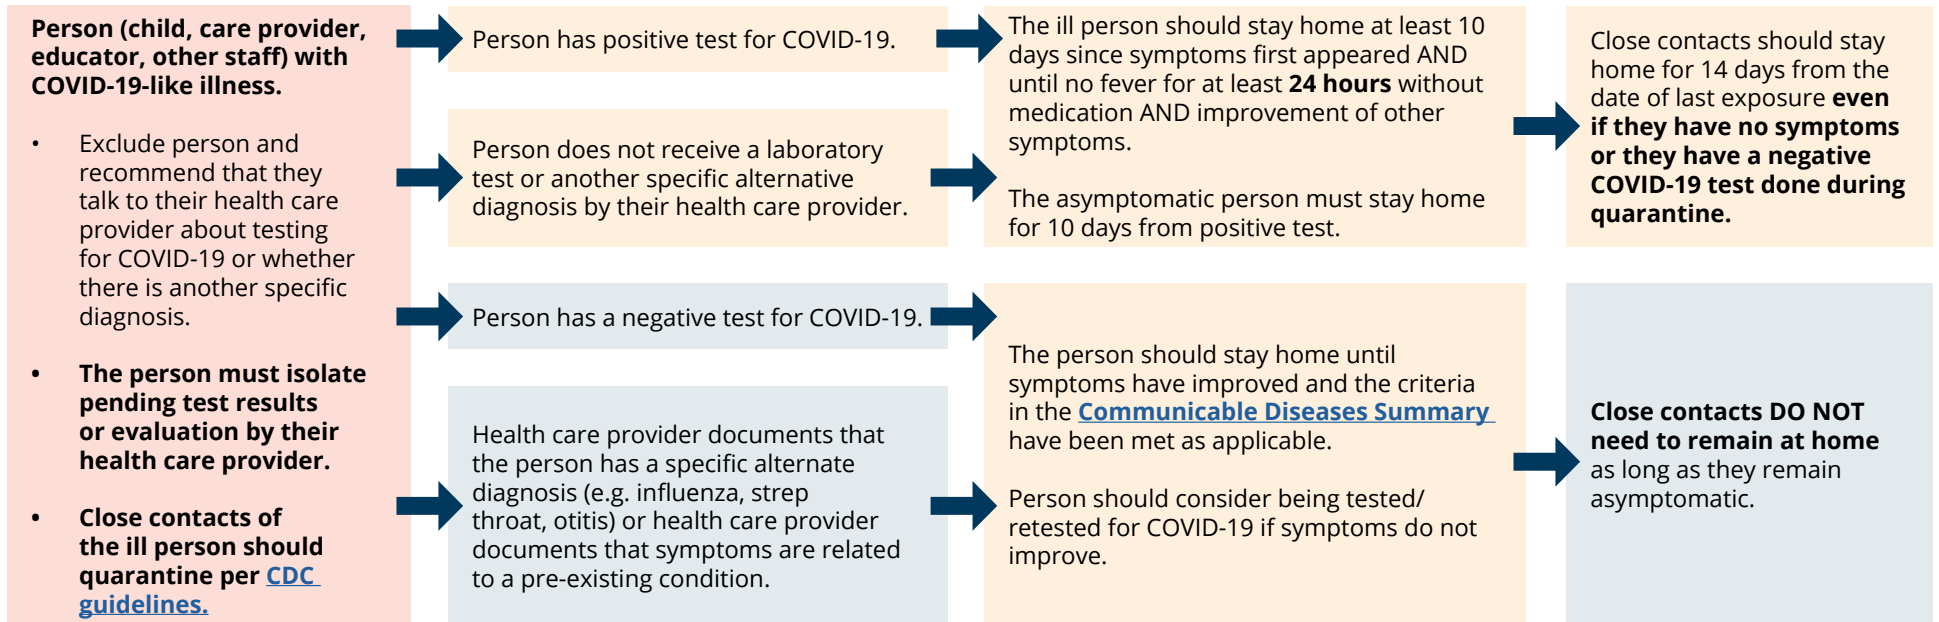 Person (child, care provider,
educator, other staff) with
COVID-19-like illness.
• Exclude person and
recommend that they
talk to their health care
provider about testing
for COVID-19 or whether
there is another specific
diagnosis.
• The person must isolate
pending test results
or evaluation by their
health care provider.
• Close contacts of
the ill person should
quarantine per CDC
guidelines.
Person has positive test for COVID-19.
Person does not receive a laboratory
test or another specific alternative
diagnosis by their health care provider.
The ill person should stay home at least 10
days since symptoms first appeared AND
until no fever for at least 24 hours without
medication AND improvement of other
symptoms.
The asymptomatic person must stay home
for 10 days from positive test.
Close contacts should stay
home for 14 days from the
date of last exposure even
if they have no symptoms
or they have a negative
COVID-19 test done during
quarantine.
Person has a negative test for COVID-19.
Health care provider documents that
the person has a specific alternate
diagnosis (e.g. influenza, strep
throat, otitis) or health care provider
documents that symptoms are related
to a pre-existing condition.
The person should stay home until
symptoms have improved and the criteria
in the Communicable Diseases Summary
have been met as applicable.
Person should consider being tested/
retested for COVID-19 if symptoms do not
improve.
Close contacts DO NOT
need to remain at home
as long as they remain
asymptomatic.